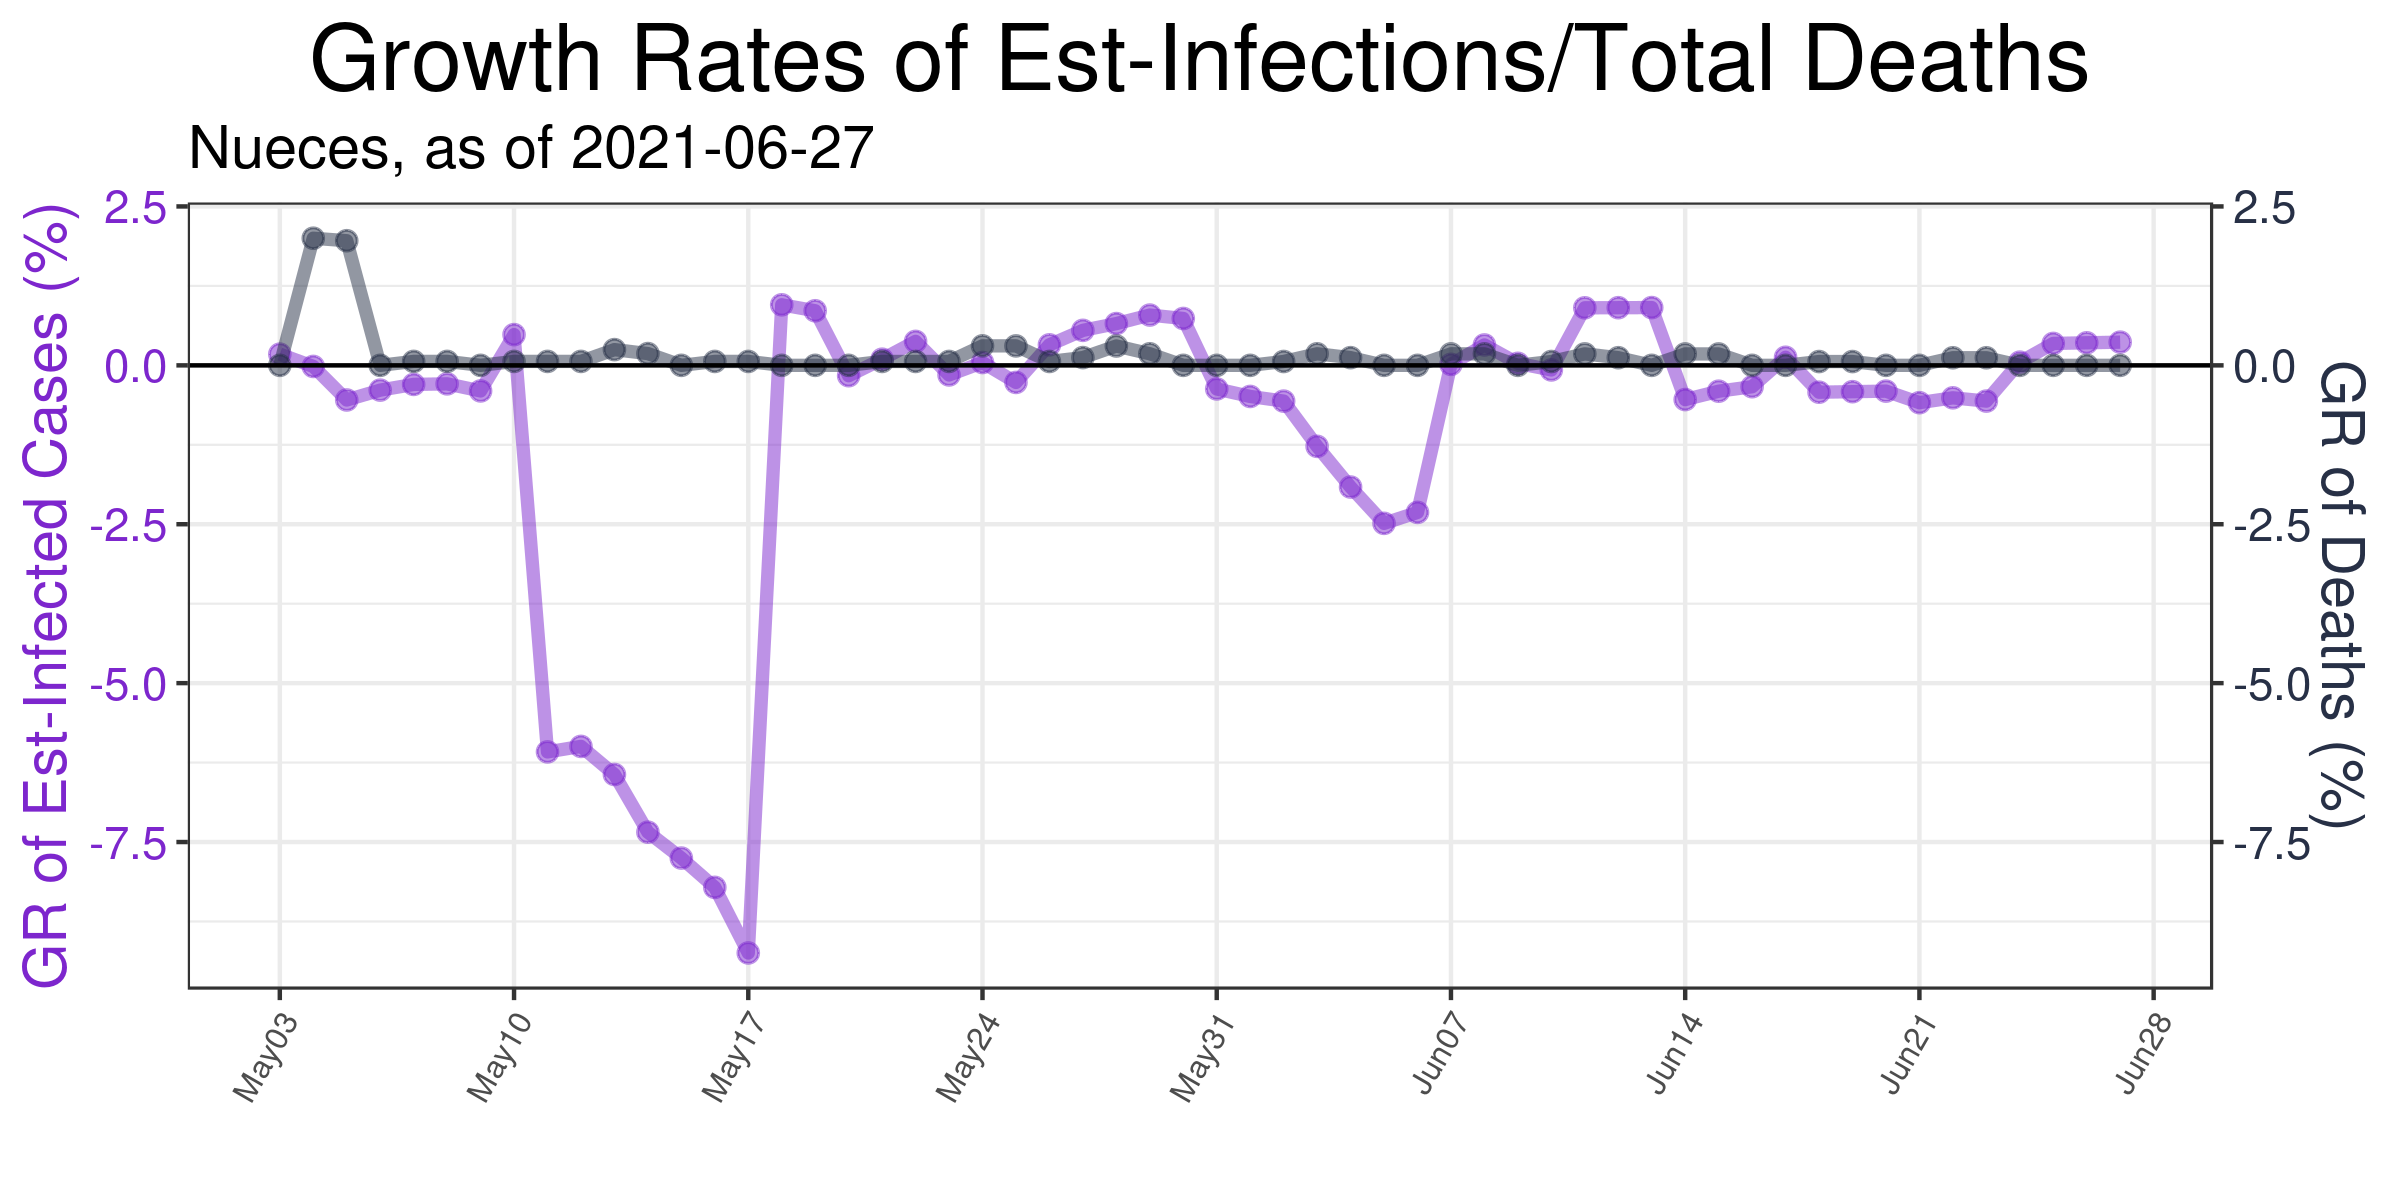 Growth Rates of Est-Infections/Total Deaths
Nueces, as of 2021-06-27
GR of Est-Infected Cases (%)
2.5
0.0
-2.5
-5.0
-7.5
2.5
0.0
-2.5
-5.0
-7.5
GR of Deaths (%)
May03
May10
May17
May24
May31
Jun07
Jun14
Jun21
Jun28